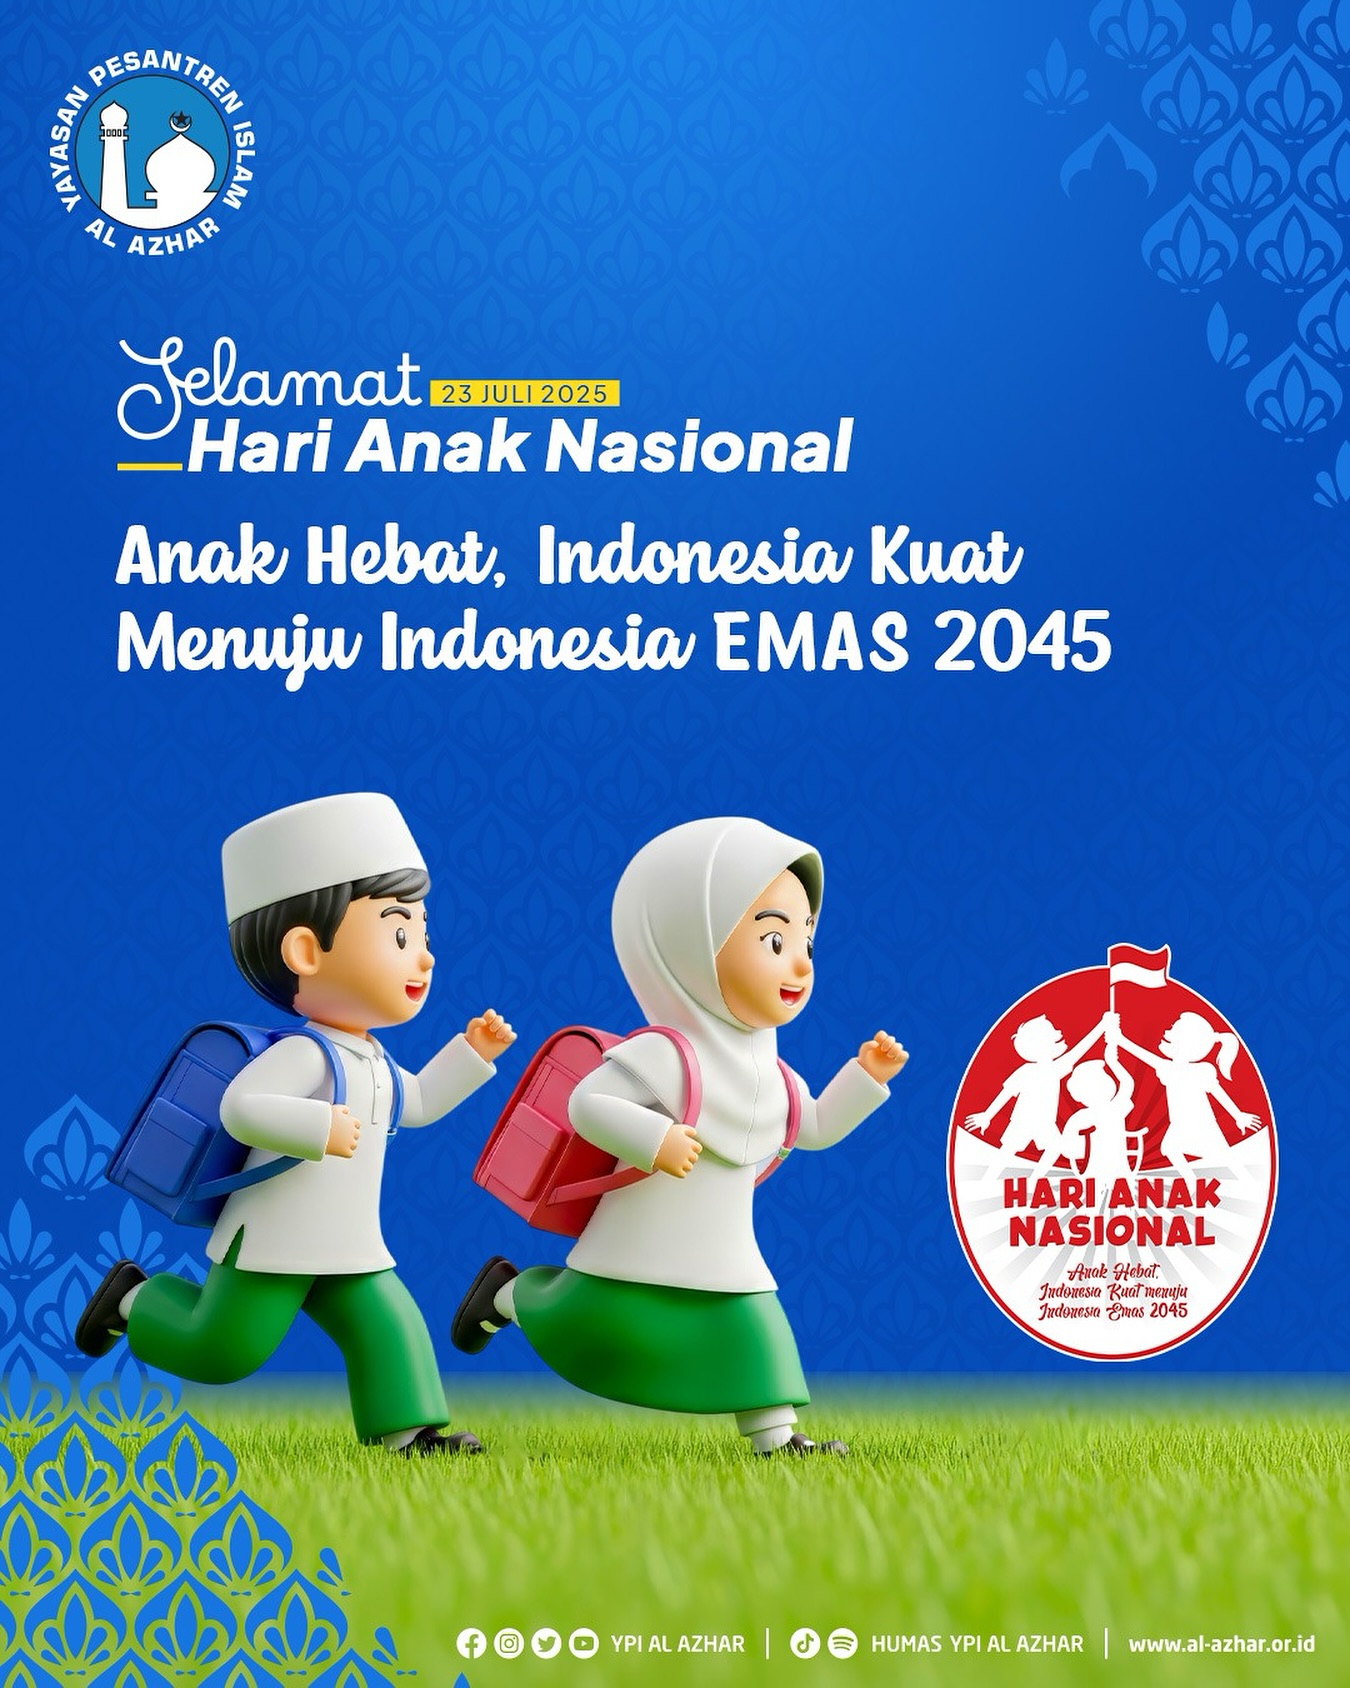 YAYASAN PESANTREN ISLAM
AL AZHAR
Selamat 23 JULI 2025
Hari Anak Nasional
Anak Hebat, Indonesia Kuat
Menuju Indonesia EMAS 2045
HARI ANAK
NASIONAL
Anak Hebat,
Indonesia Kuat menuju
Indonesia Emas 2045
YPI AL AZHAR | HUMAS YPI AL AZHAR | www.al-azhar.or.id